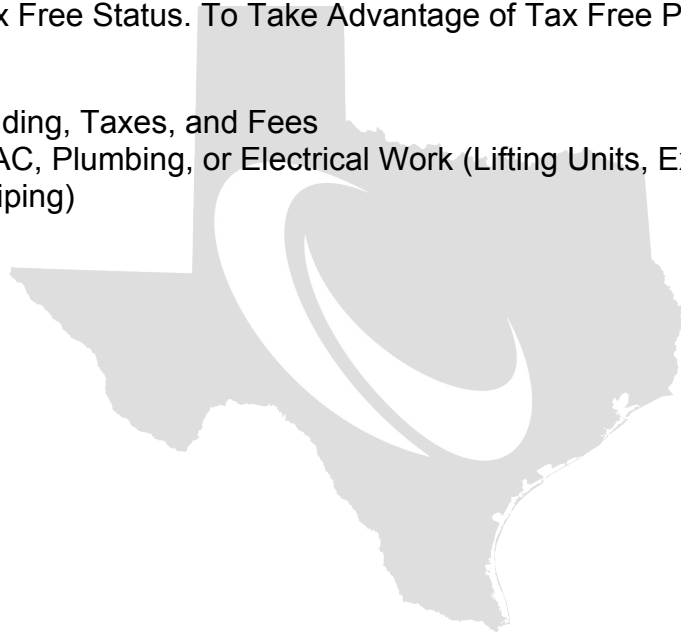 Free Status. To Take Advantage of Tax Free
ding, Taxes, and Fees
AC, Plumbing, or Electrical Work (Lifting Units,
iping)